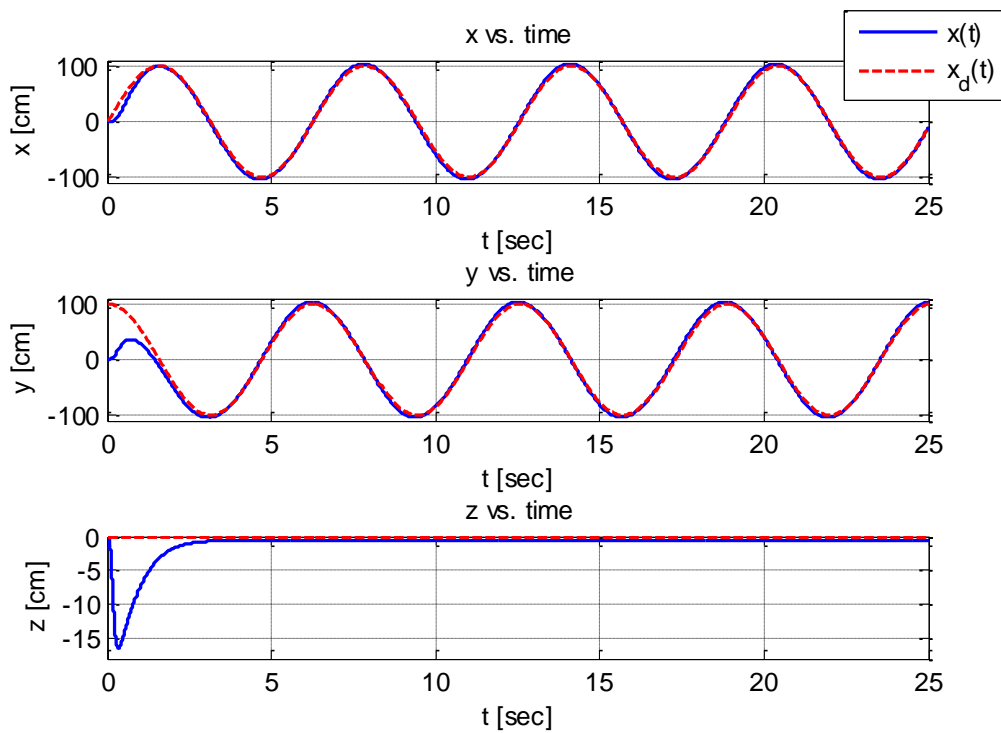 x vs. time
x(t)
x_d(t)
x [cm]
100
0
-100
0 5 10 15 20 25
t [sec]
y vs. time
y [cm]
100
0
-100
0 5 10 15 20 25
t [sec]
z vs. time
z [cm]
0
-5
-10
-15
0 5 10 15 20 25
t [sec]